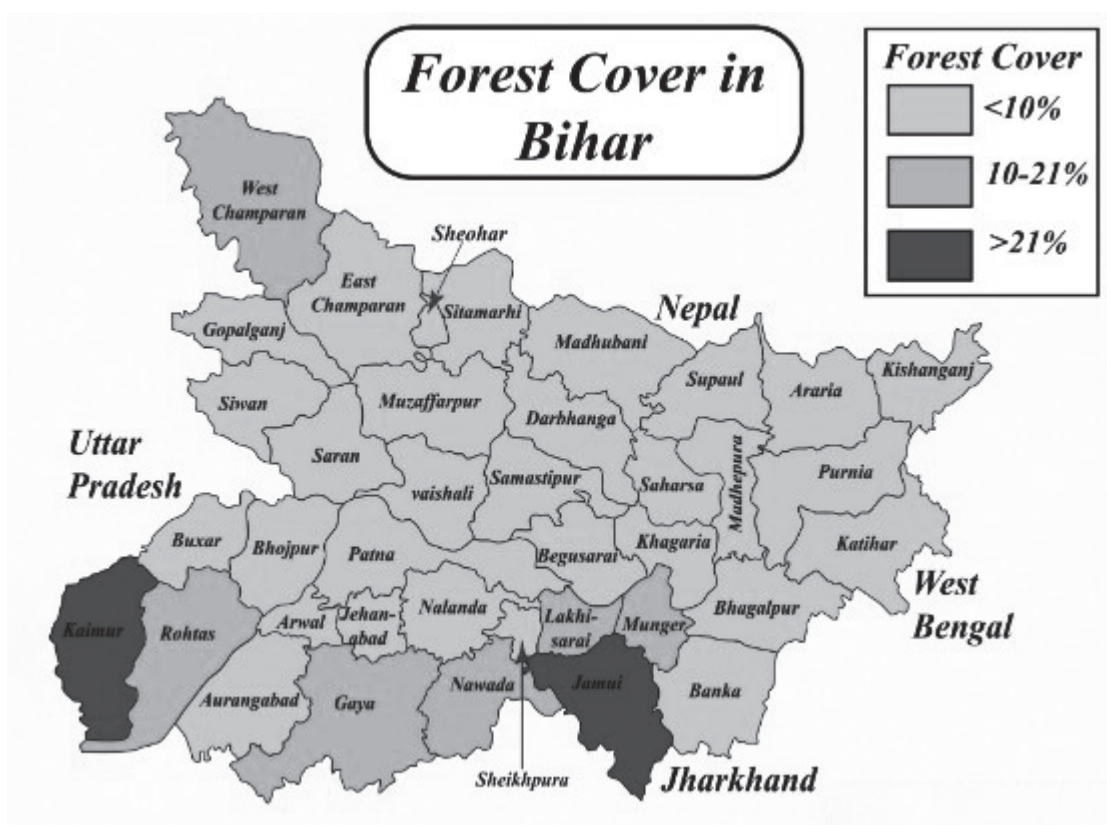 Forest Cover in
Bihar
Forest Cover
<10%
10-21%
>21%
West
Champaran
Sheohar
East
Champaran
Sitamarhi
Nepal
Gopalganj
Madhubani
Kishanganj
Supaul
Araria
Siwan
Muzaffarpur
Darbhanga
Uttar
Pradesh
Saran
vaishali
Samastipur
Saharsa
Madhepura
Purnia
Buxar
Bhojpur
Patna
Begusarai
Khagaria
Katihar
West
Bengal
Kaimur
Rohtas
Arwal
Jehan-
abad
Nalanda
Lakhi-
sarai
Munger
Bhagalpur
Aurangabad
Gaya
Nawada
Jamui
Banka
Sheikhpura
Jharkhand